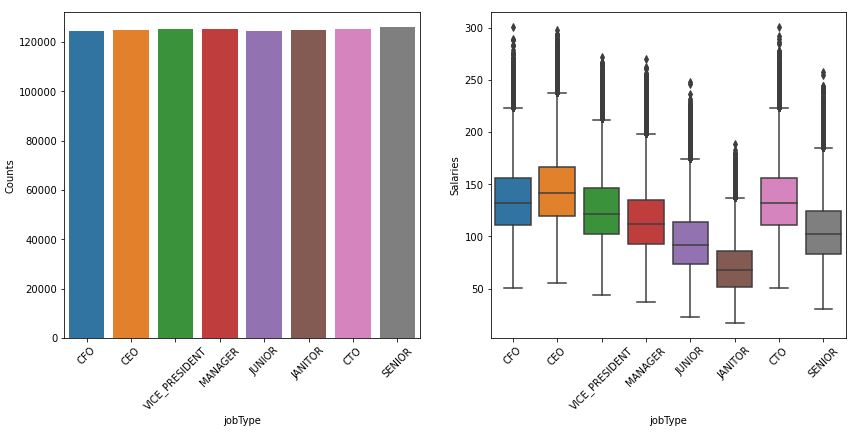 Counts
120000
100000
80000
60000
40000
20000
0
CFO
CEO
VICE_PRESIDENT
MANAGER
JUNIOR
JANITOR
CTO
SENIOR
jobType
Salaries
300
250
200
150
100
50
CFO
CEO
VICE_PRESIDENT
MANAGER
JUNIOR
JANITOR
CTO
SENIOR
jobType